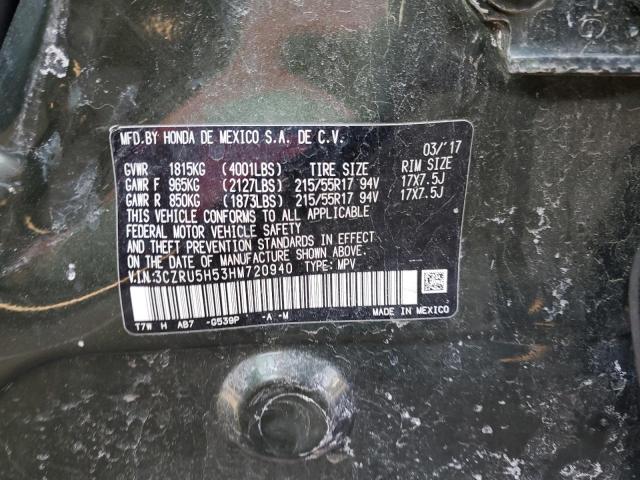 MFD.BY HONDA DE MEXICO S.A. DE C.V.
03/'17
GVWR 1815KG (4001LBS) TIRE SIZE RIM SIZE
GAWR F 965KG (2127LBS) 215/55R17 94V 17X7.5J
GAWR R 850KG (1873LBS) 215/55R17 94V 17X7.5J
THIS VEHICLE CONFORMS TO ALL APPLICABLE
FEDERAL MOTOR VEHICLE SAFETY
AND THEFT PREVENTION STANDARDS IN EFFECT
ON THE DATE OF MANUFACTURE SHOWN ABOVE.
V.I.N.3CZRU5H53HM720940 TYPE: MPV
T7W H AB7 -G539P -A -M MADE IN MEXICO